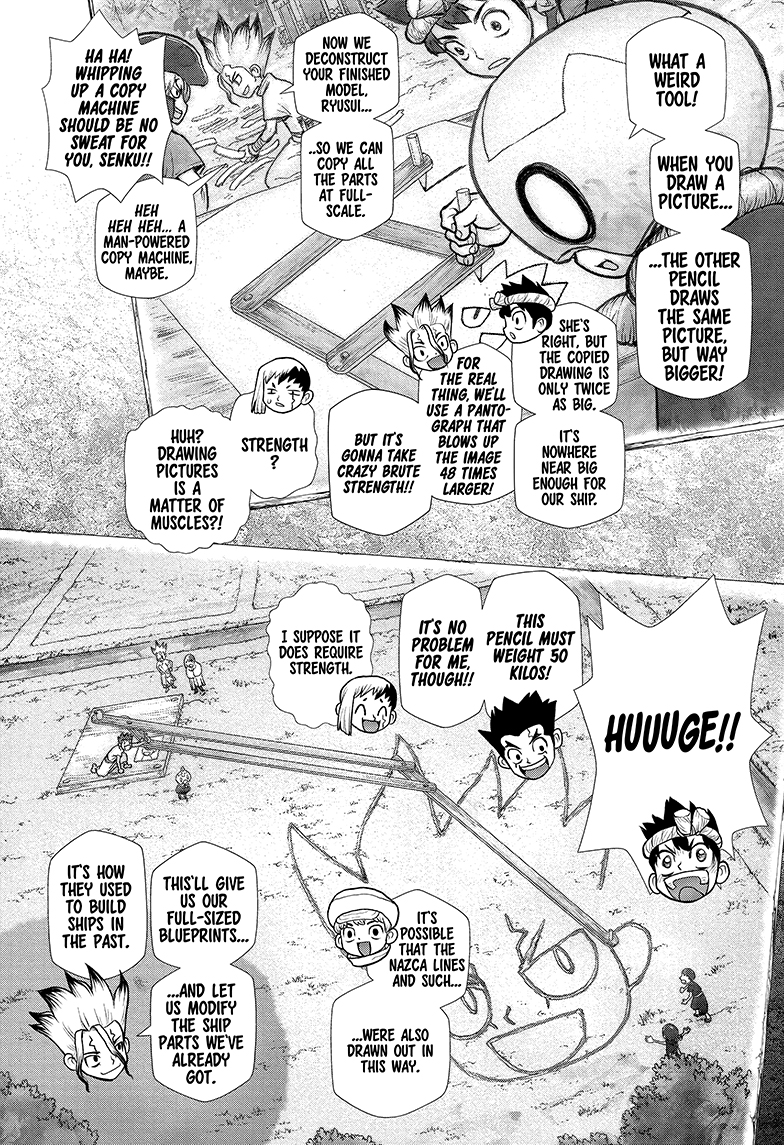 WHAT A
WEIRD
TOOL!
WHEN YOU
DRAW A
PICTURE...
...THE OTHER
PENCIL
DRAWS
THE SAME
PICTURE,
BUT WAY
BIGGER!
NOW WE
DECONSTRUCT
YOUR FINISHED
MODEL,
RYUSUI...
..SO WE CAN
COPY ALL
THE PARTS
AT FULL-
SCALE.
HA HA!
WHIPPING
UP A COPY
MACHINE
SHOULD BE NO
SWEAT FOR
YOU, SENKU!!
HEH
HEH HEH... A
MAN-POWERED
COPY MACHINE,
MAYBE.
SHE'S
RIGHT, BUT
THE COPIED
DRAWING IS
ONLY TWICE
AS BIG.
IT'S
NOWHERE
NEAR BIG
ENOUGH FOR
OUR SHIP.
FOR
THE REAL
THING, WE'LL
USE A PANTO-
GRAPH THAT
BLOWS UP
THE IMAGE
48 TIMES
LARGER!
BUT IT'S
GONNA TAKE
CRAZY BRUTE
STRENGTH!!
STRENGTH
?
HUH?
DRAWING
PICTURES
IS A
MATTER OF
MUSCLES?!
HUUUGE!!
THIS
PENCIL MUST
WEIGHT 50
KILOS!
IT'S NO
PROBLEM
FOR ME,
THOUGH!!
I SUPPOSE IT
DOES REQUIRE
STRENGTH.
IT'S
POSSIBLE
THAT THE
NAZCA LINES
AND SUCH...
...WERE ALSO
DRAWN OUT IN
THIS WAY.
THIS'LL GIVE
US OUR
FULL-SIZED
BLUEPRINTS...
...AND LET
US MODIFY
THE SHIP
PARTS WE'VE
ALREADY
GOT.
IT'S HOW
THEY USED
TO BUILD
SHIPS IN
THE PAST.